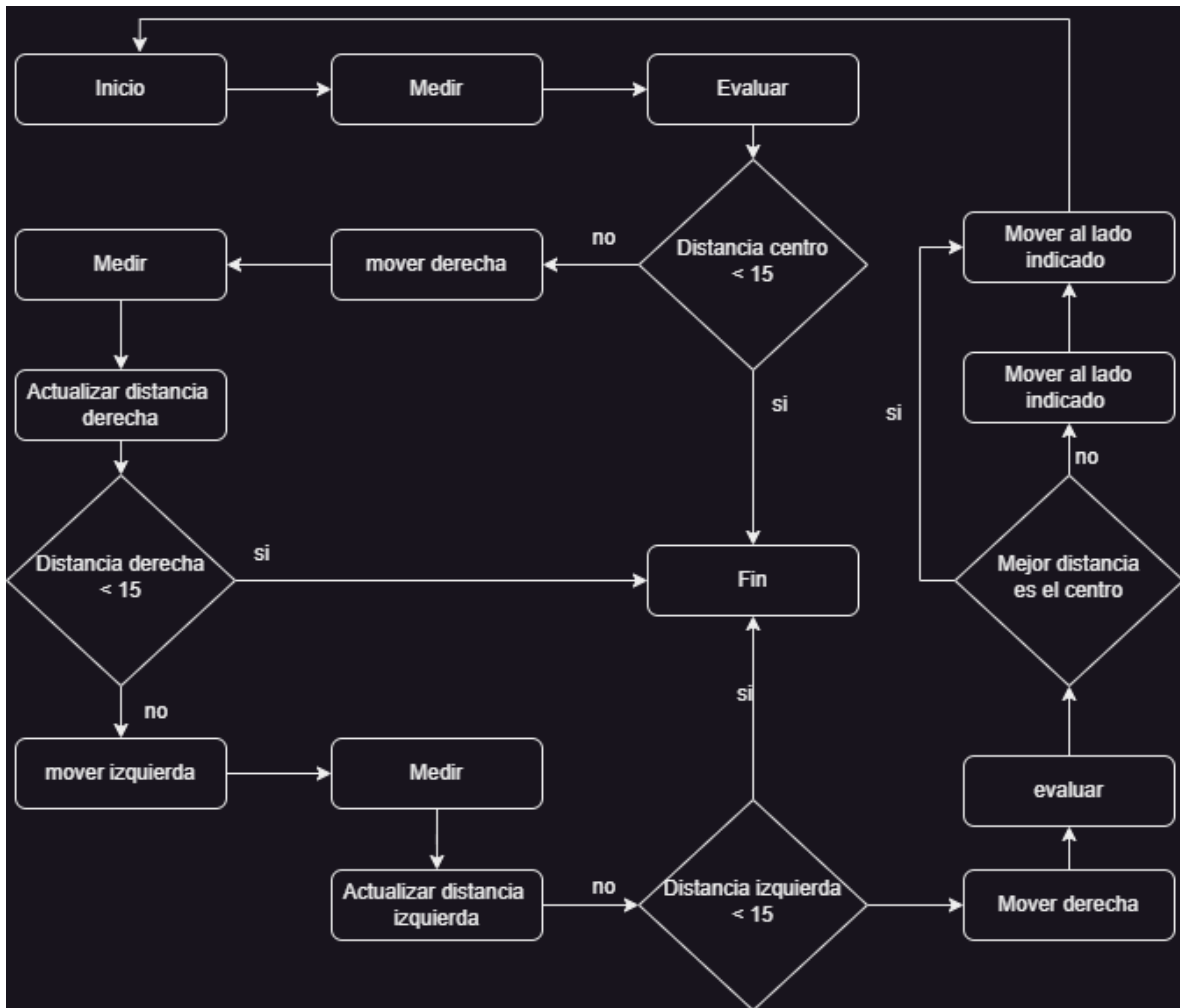 Inicio
Medir
Evaluar
Distancia centro
< 15
no
mover derecha
Medir
Mover al lado
indicado
Actualizar distancia
derecha
si
si
Mover al lado
indicado
no
Distancia derecha
< 15
si
Fin
Mejor distancia
es el centro
no
si
mover izquierda
Medir
evaluar
Actualizar distancia
izquierda
no
Distancia izquierda
< 15
Mover derecha